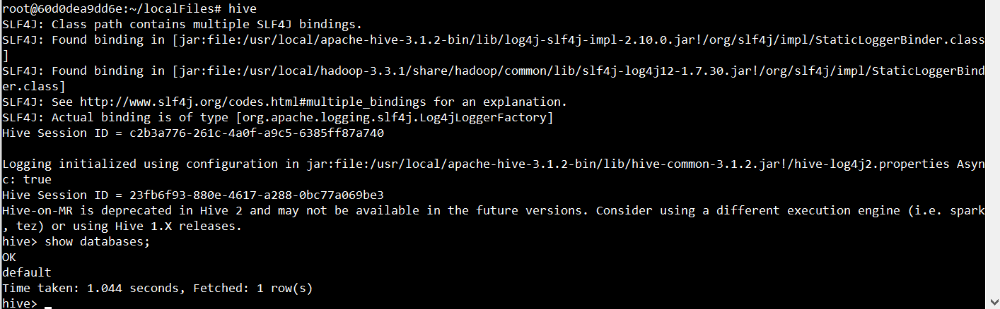 root@60d0dea9dd6e:~/localFiles# hive
SLF4J: Class path contains multiple SLF4J bindings.
SLF4J: Found binding in [jar:file:/usr/local/apache-hive-3.1.2-bin/lib/log4j-slf4j-impl-2.10.0.jar!/org/slf4j/impl/StaticLoggerBinder.class
]
SLF4J: Found binding in [jar:file:/usr/local/hadoop-3.3.1/share/hadoop/common/lib/slf4j-log4j12-1.7.30.jar!/org/slf4j/impl/StaticLoggerBind
er.class]
SLF4J: See http://www.slf4j.org/codes.html#multiple_bindings for an explanation.
SLF4J: Actual binding is of type [org.apache.logging.slf4j.Log4jLoggerFactory]
Hive Session ID = c2b3a776-261c-4a0f-a9c5-6385ff87a740
Logging initialized using configuration in jar:file:/usr/local/apache-hive-3.1.2-bin/lib/hive-common-3.1.2.jar!/hive-log4j2.properties Asyn
c: true
Hive Session ID = 23fb6f93-880e-4617-a288-0bc77a069be3
Hive-on-MR is deprecated in Hive 2 and may not be available in the future versions. Consider using a different execution engine (i.e. spark
, tez) or using Hive 1.X releases.
hive> show databases;
OK
default
Time taken: 1.044 seconds, Fetched: 1 row(s)
hive>